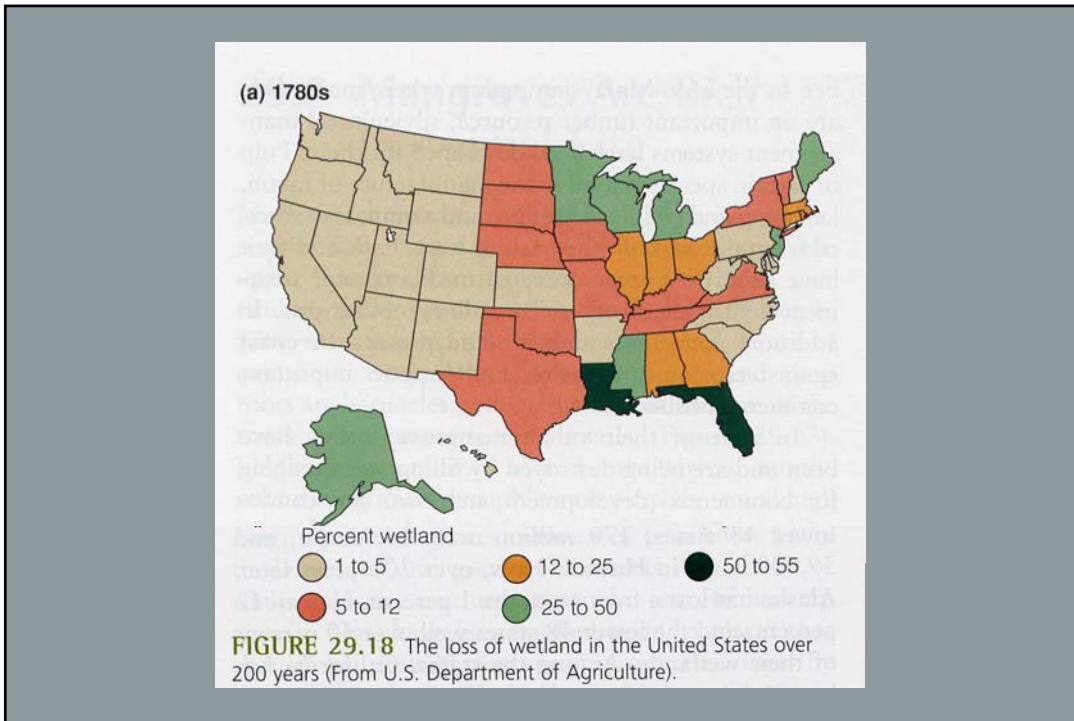 (a) 1780s
Percent wetland
1 to 5
12 to 25
50 to 55
5 to 12
25 to 50
FIGURE 29.18 The loss of wetland in the United States over
200 years (From U.S. Department of Agriculture).